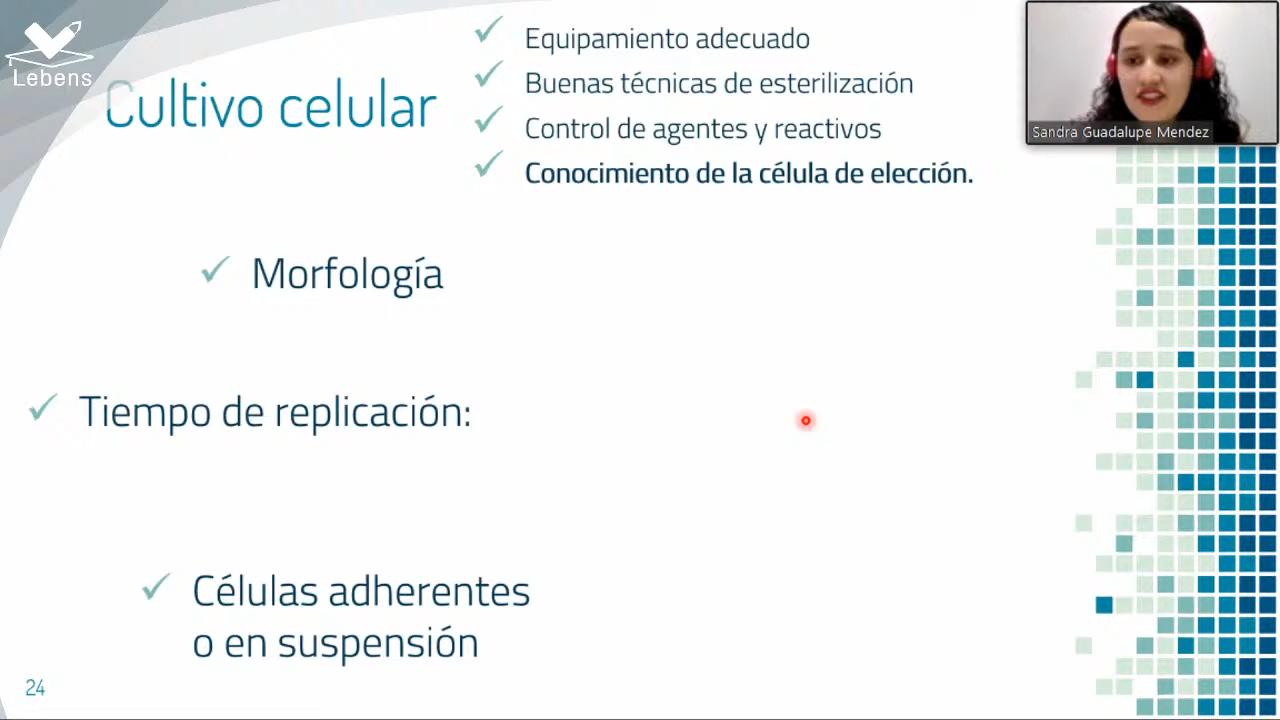 Lebens
Cultivo celular
Equipamiento adecuado
Buenas técnicas de esterilización
Control de agentes y reactivos
Conocimiento de la célula de elección.
Sandra Guadalupe Mendez
Morfología
Tiempo de replicación:
Células adherentes
o en suspensión
24